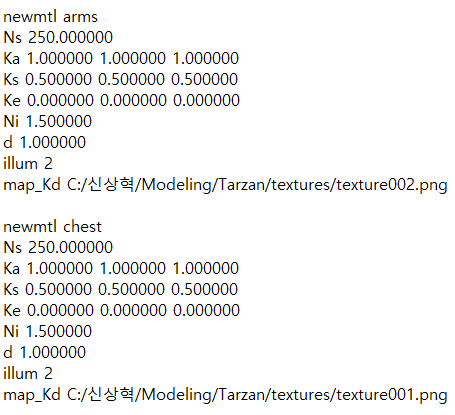 newmtl arms
Ns 250.000000
Ka 1.000000 1.000000 1.000000
Ks 0.500000 0.500000 0.500000
Ke 0.000000 0.000000 0.000000
Ni 1.500000
d 1.000000
illum 2
map_Kd C:/신상혁/Modeling/Tarzan/textures/texture002.png

newmtl chest
Ns 250.000000
Ka 1.000000 1.000000 1.000000
Ks 0.500000 0.500000 0.500000
Ke 0.000000 0.000000 0.000000
Ni 1.500000
d 1.000000
illum 2
map_Kd C:/신상혁/Modeling/Tarzan/textures/texture001.png